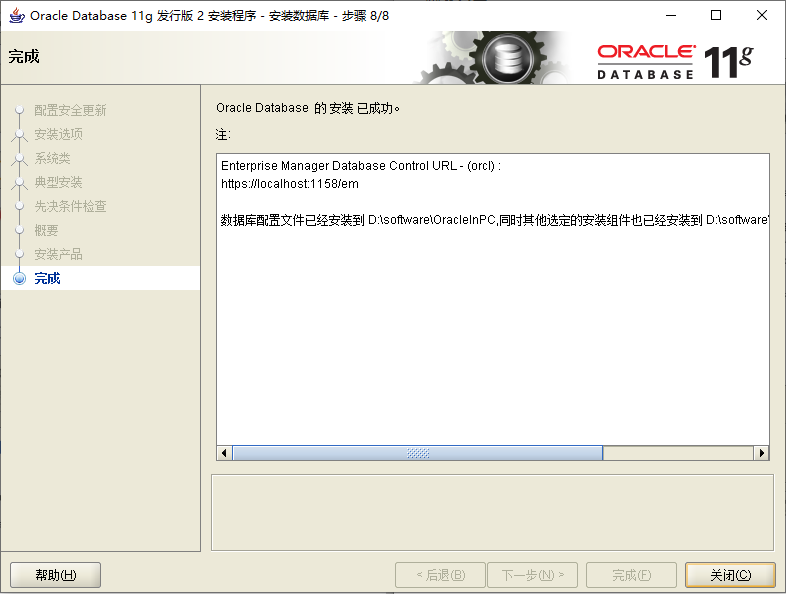 Oracle Database 11g 发行版 2 安装程序 - 安装数据库 - 步骤 8/8
完成
ORACLE
DATABASE 11g
配置安全更新
安装选项
系统类
典型安装
先决条件检查
概要
安装产品
完成
Oracle Database 的 安装 已成功。
注:
Enterprise Manager Database Control URL - (orcl) :
https://localhost:1158/em
数据库配置文件已经安装到 D:\software\OracleInPC,同时其他选定的安装组件也已经安装到 D:\software\
帮助(H)
< 后退(B)
下一步(N) >
完成(F)
关闭(C)